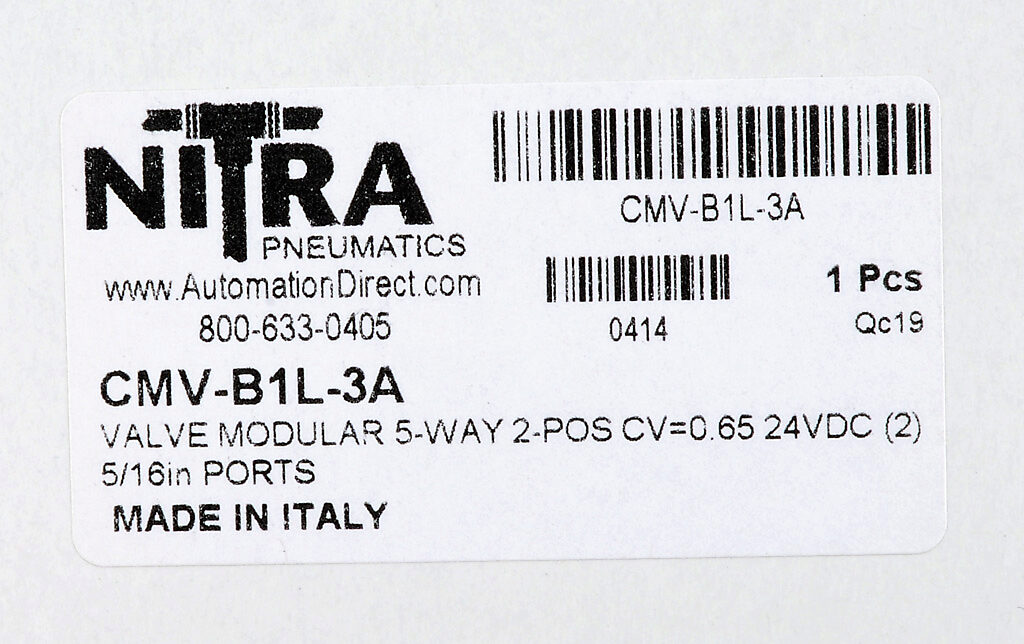 NITRA
PNEUMATICS
www.AutomationDirect.com
800-633-0405
CMV-B1L-3A
0414
1 Pcs
Qc19
CMV-B1L-3A
VALVE MODULAR 5-WAY 2-POS CV=0.65 24VDC (2)
5/16in PORTS
MADE IN ITALY